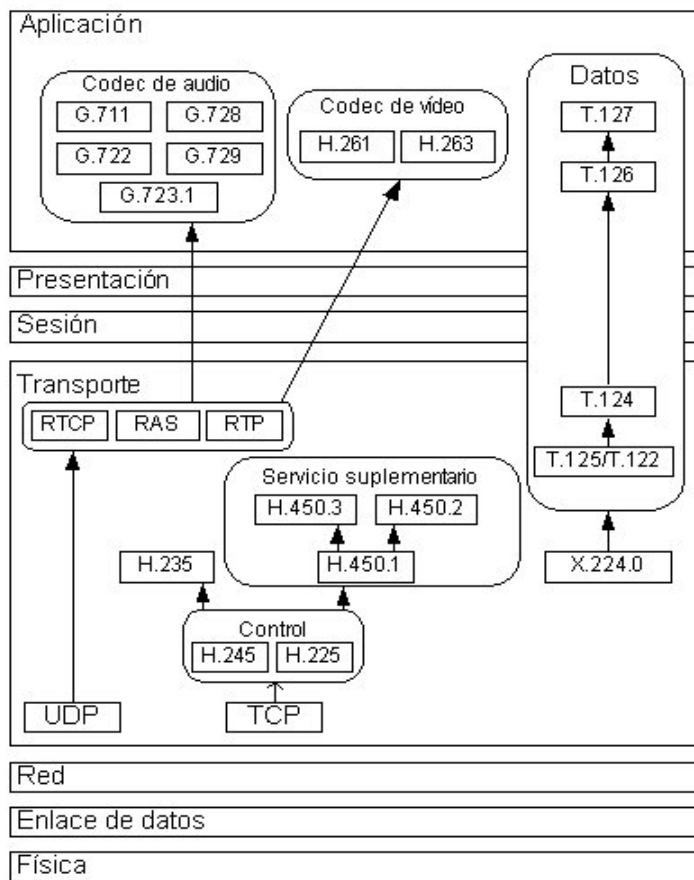 Aplicación
Codec de audio
G.711 G.728
G.722 G.729
G.723.1
Codec de vídeo
H.261 H.263
Datos
T.127
T.126
Presentación
Sesión
Transporte
RTCP RAS RTP
T.124
T.125/T.122
Servicio suplementario
H.450.3 H.450.2
H.235
H.450.1
X.224.0
Control
H.245 H.225
UDP
TCP
Red
Enlace de datos
Física